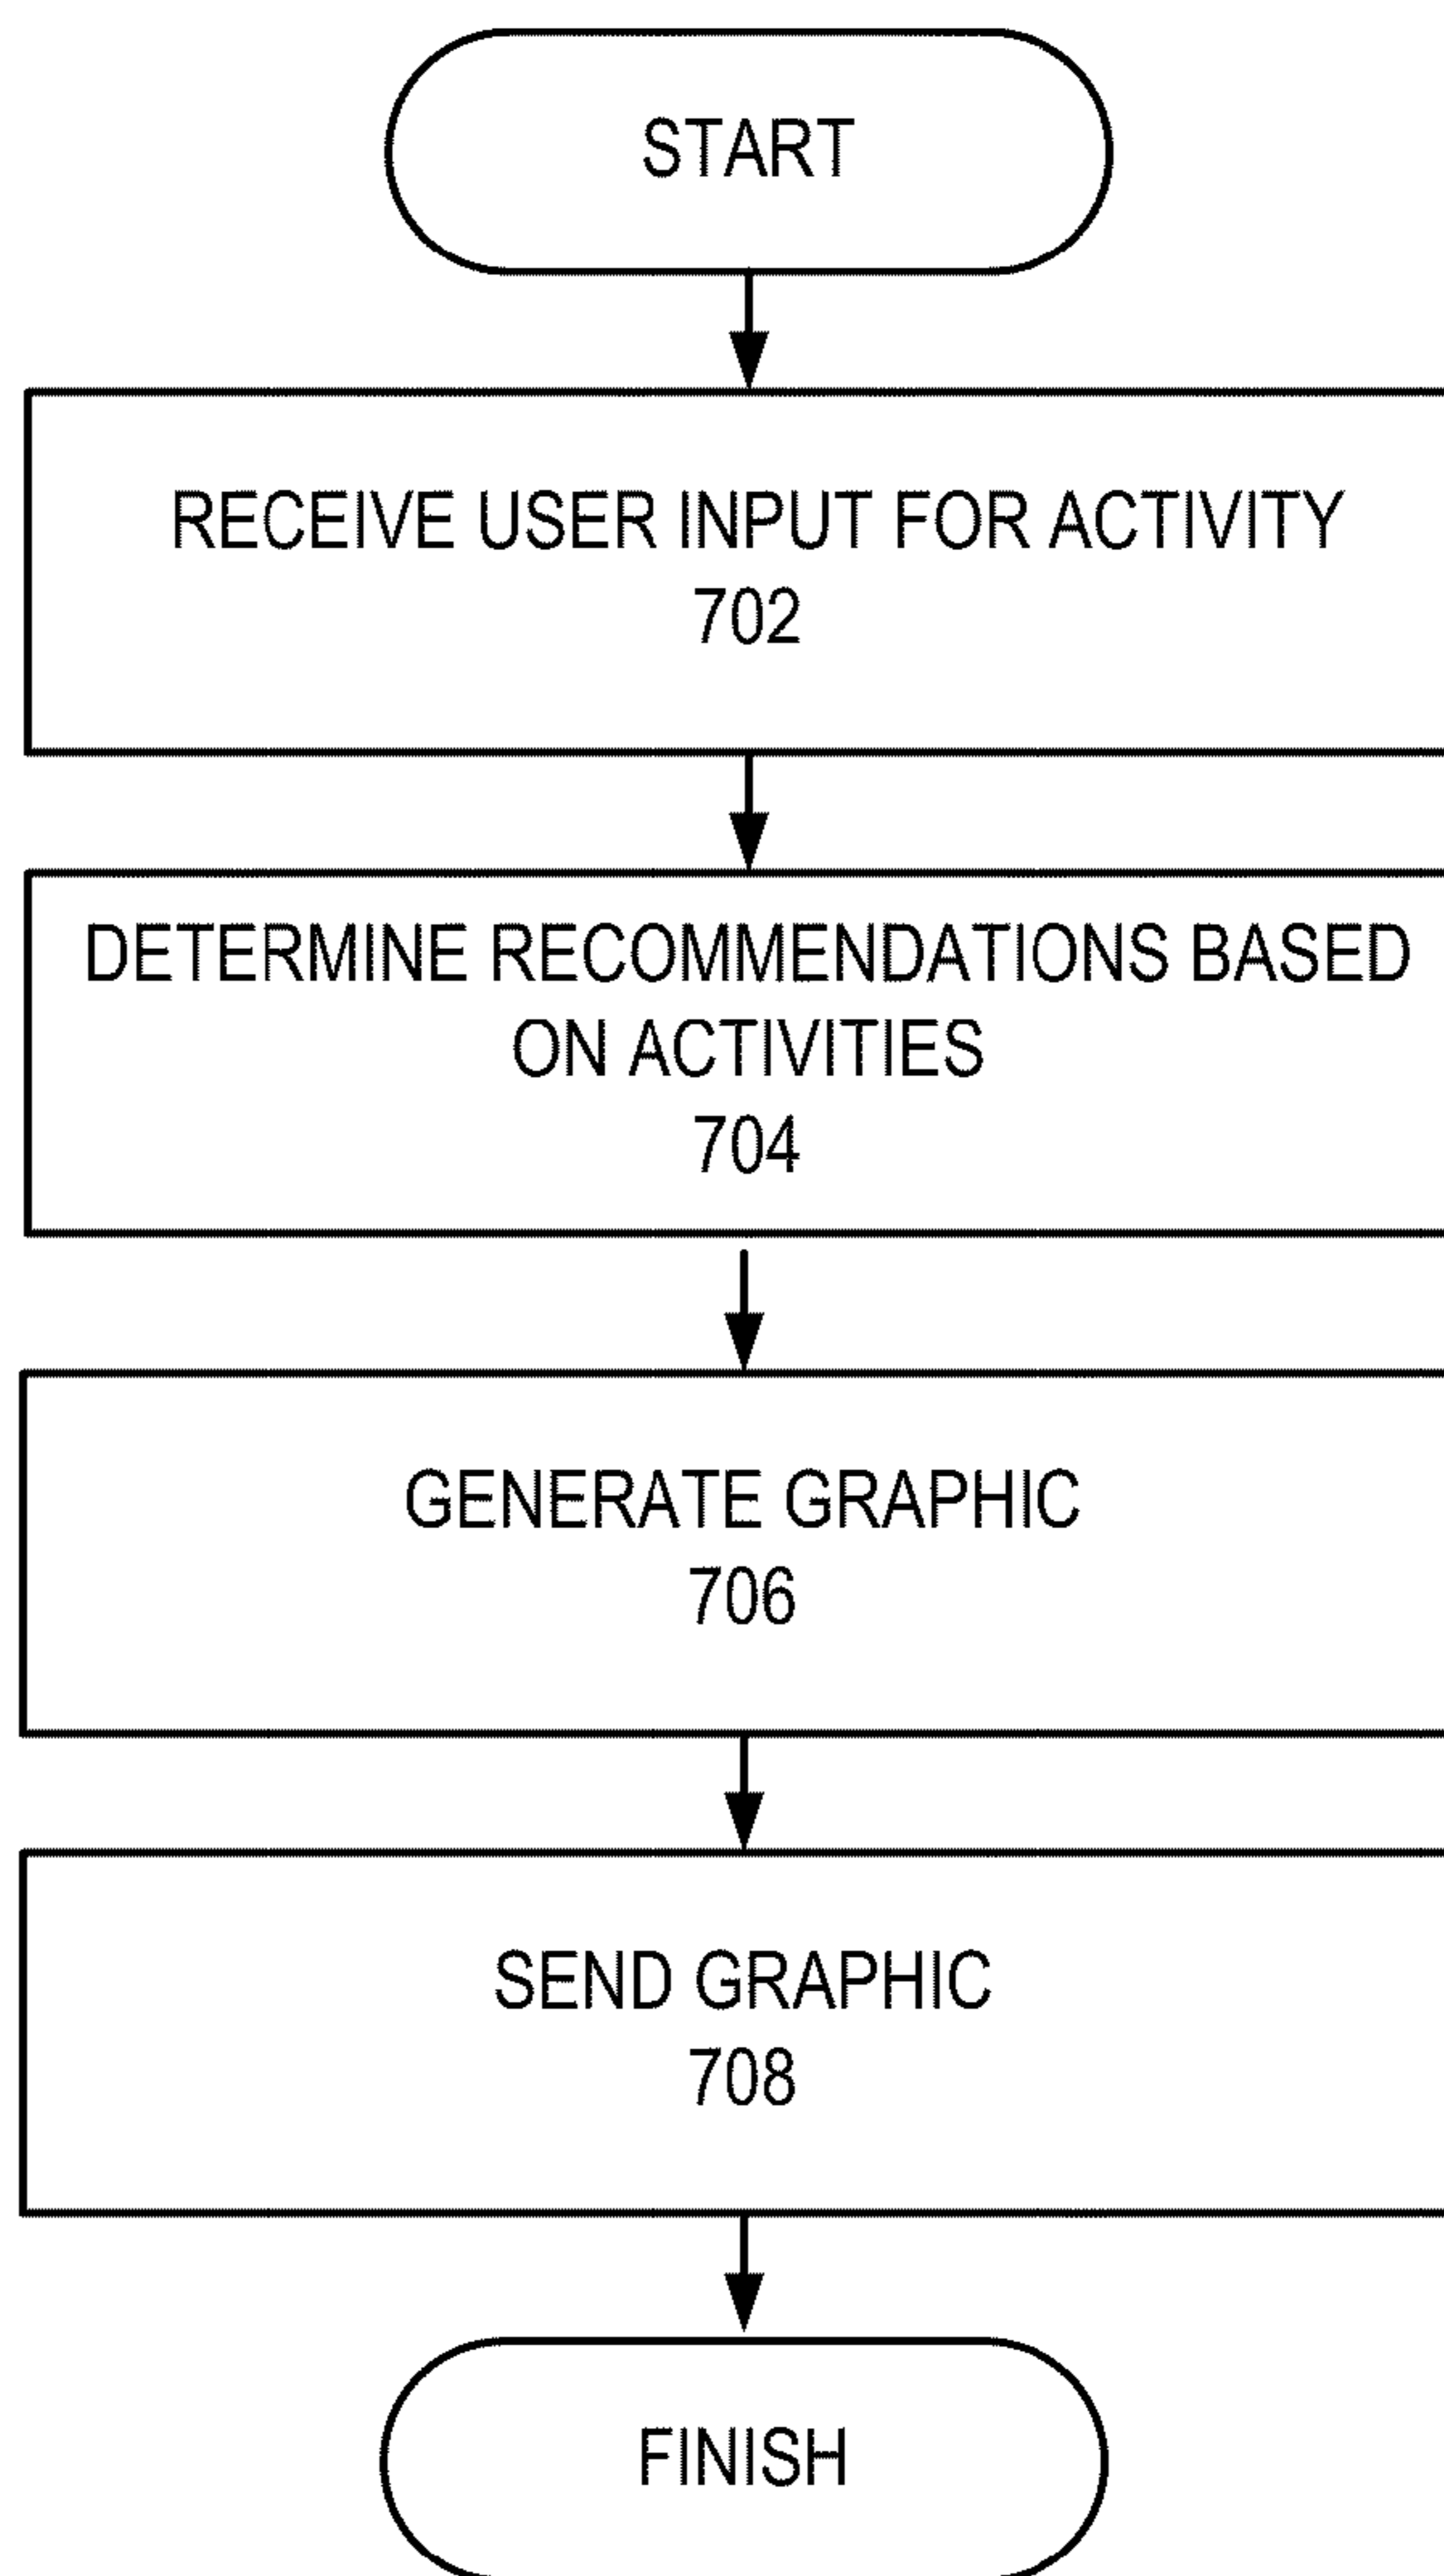 START
RECEIVE USER INPUT FOR ACTIVITY
702
DETERMINE RECOMMENDATIONS BASED
ON ACTIVITIES
704
GENERATE GRAPHIC
706
SEND GRAPHIC
708
FINISH